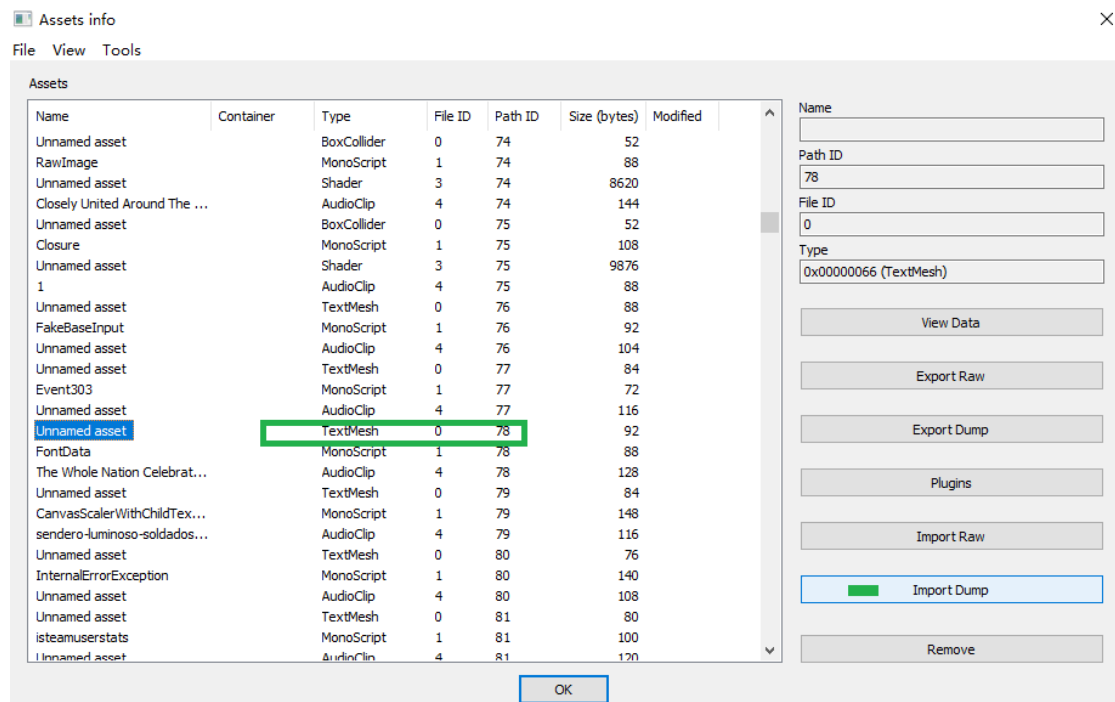 Assets info
File View Tools
Assets
Name Container Type File ID Path ID Size (bytes) Modified
Unnamed asset BoxCollider 0 74 52
RawImage MonoScript 1 74 88
Unnamed asset Shader 3 74 8620
Closely United Around The ... AudioClip 4 74 144
Unnamed asset BoxCollider 0 75 52
Closure MonoScript 1 75 108
Unnamed asset Shader 3 75 9876
1 AudioClip 4 75 88
Unnamed asset TextMesh 0 76 88
FakeBaseInput MonoScript 1 76 92
Unnamed asset AudioClip 4 76 104
Unnamed asset TextMesh 0 77 84
Event303 MonoScript 1 77 72
Unnamed asset AudioClip 4 77 116
Unnamed asset TextMesh 0 78 92
FontData MonoScript 1 78 88
The Whole Nation Celebrat... AudioClip 4 78 128
Unnamed asset TextMesh 0 79 84
CanvasScalerWithChildTex... MonoScript 1 79 148
sendero-luminoso-soldados... AudioClip 4 79 116
Unnamed asset TextMesh 0 80 76
InternalErrorException MonoScript 1 80 140
Unnamed asset AudioClip 4 80 108
Unnamed asset TextMesh 0 81 80
isteamuserstats MonoScript 1 81 100
Unnamed asset AudioClip 4 81 120
Name
Path ID
78
File ID
0
Type
0x00000066 (TextMesh)
View Data
Export Raw
Export Dump
Plugins
Import Raw
Import Dump
Remove
OK